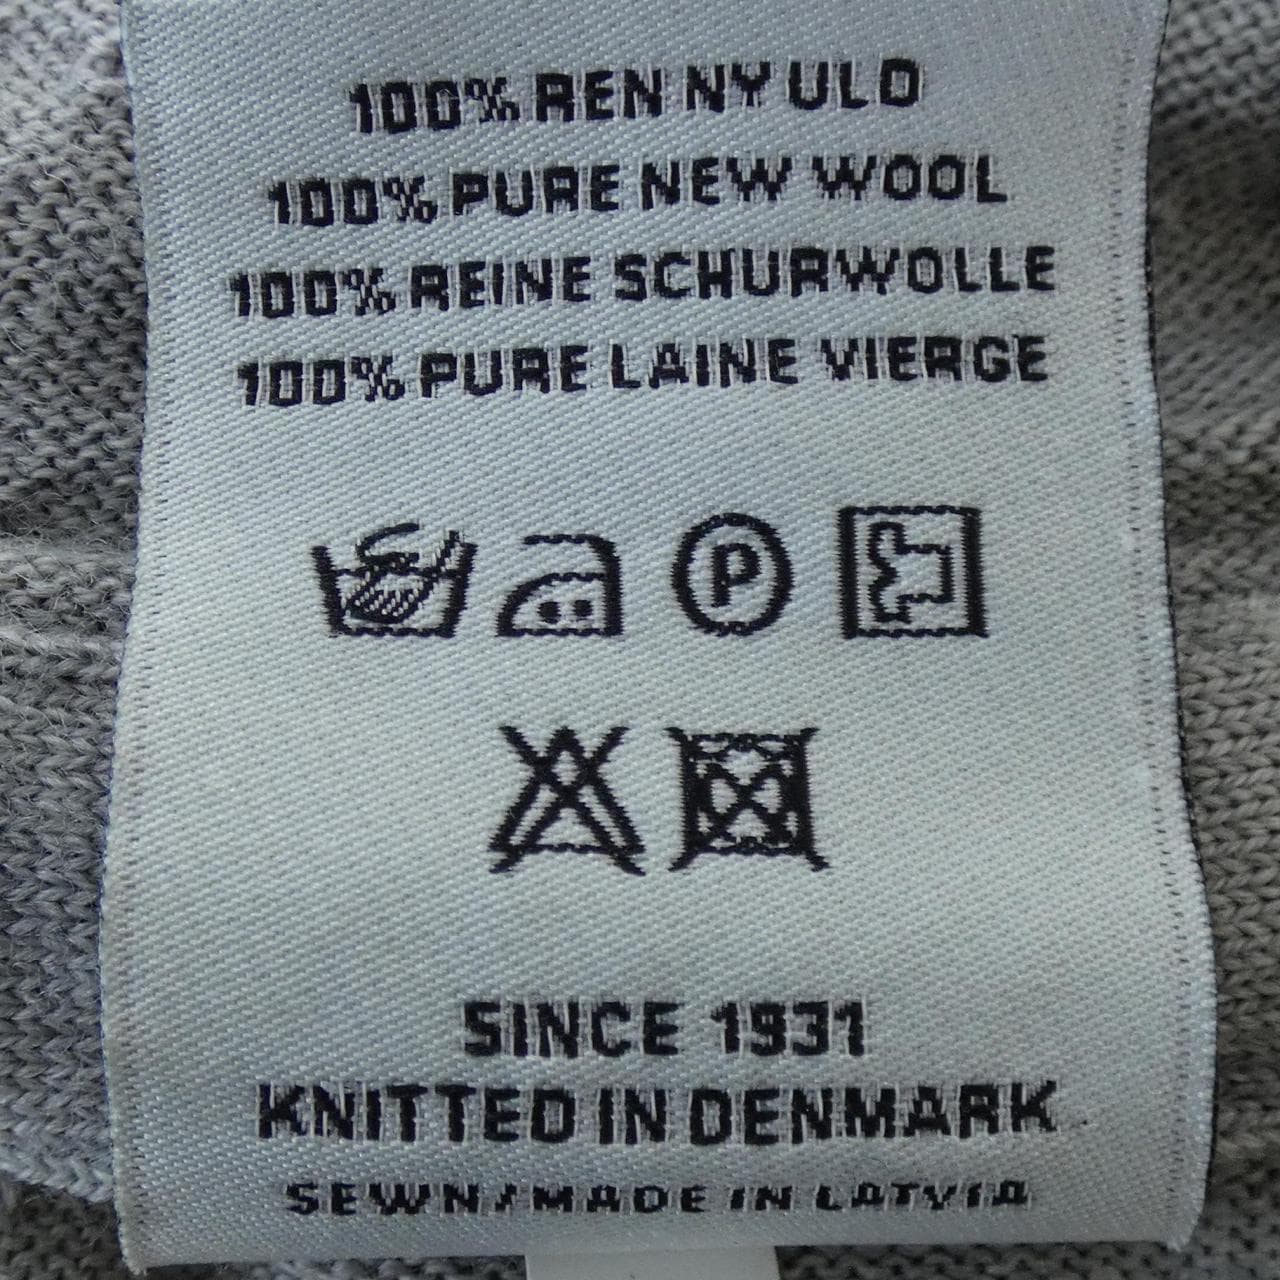 100% REN NY ULD
100% PURE NEW WOOL
100% REINE SCHURWOLLE
100% PURE LAINE VIERGE
P
SINCE 1931
KNITTED IN DENMARK
SEWN/MADE IN LATVIA